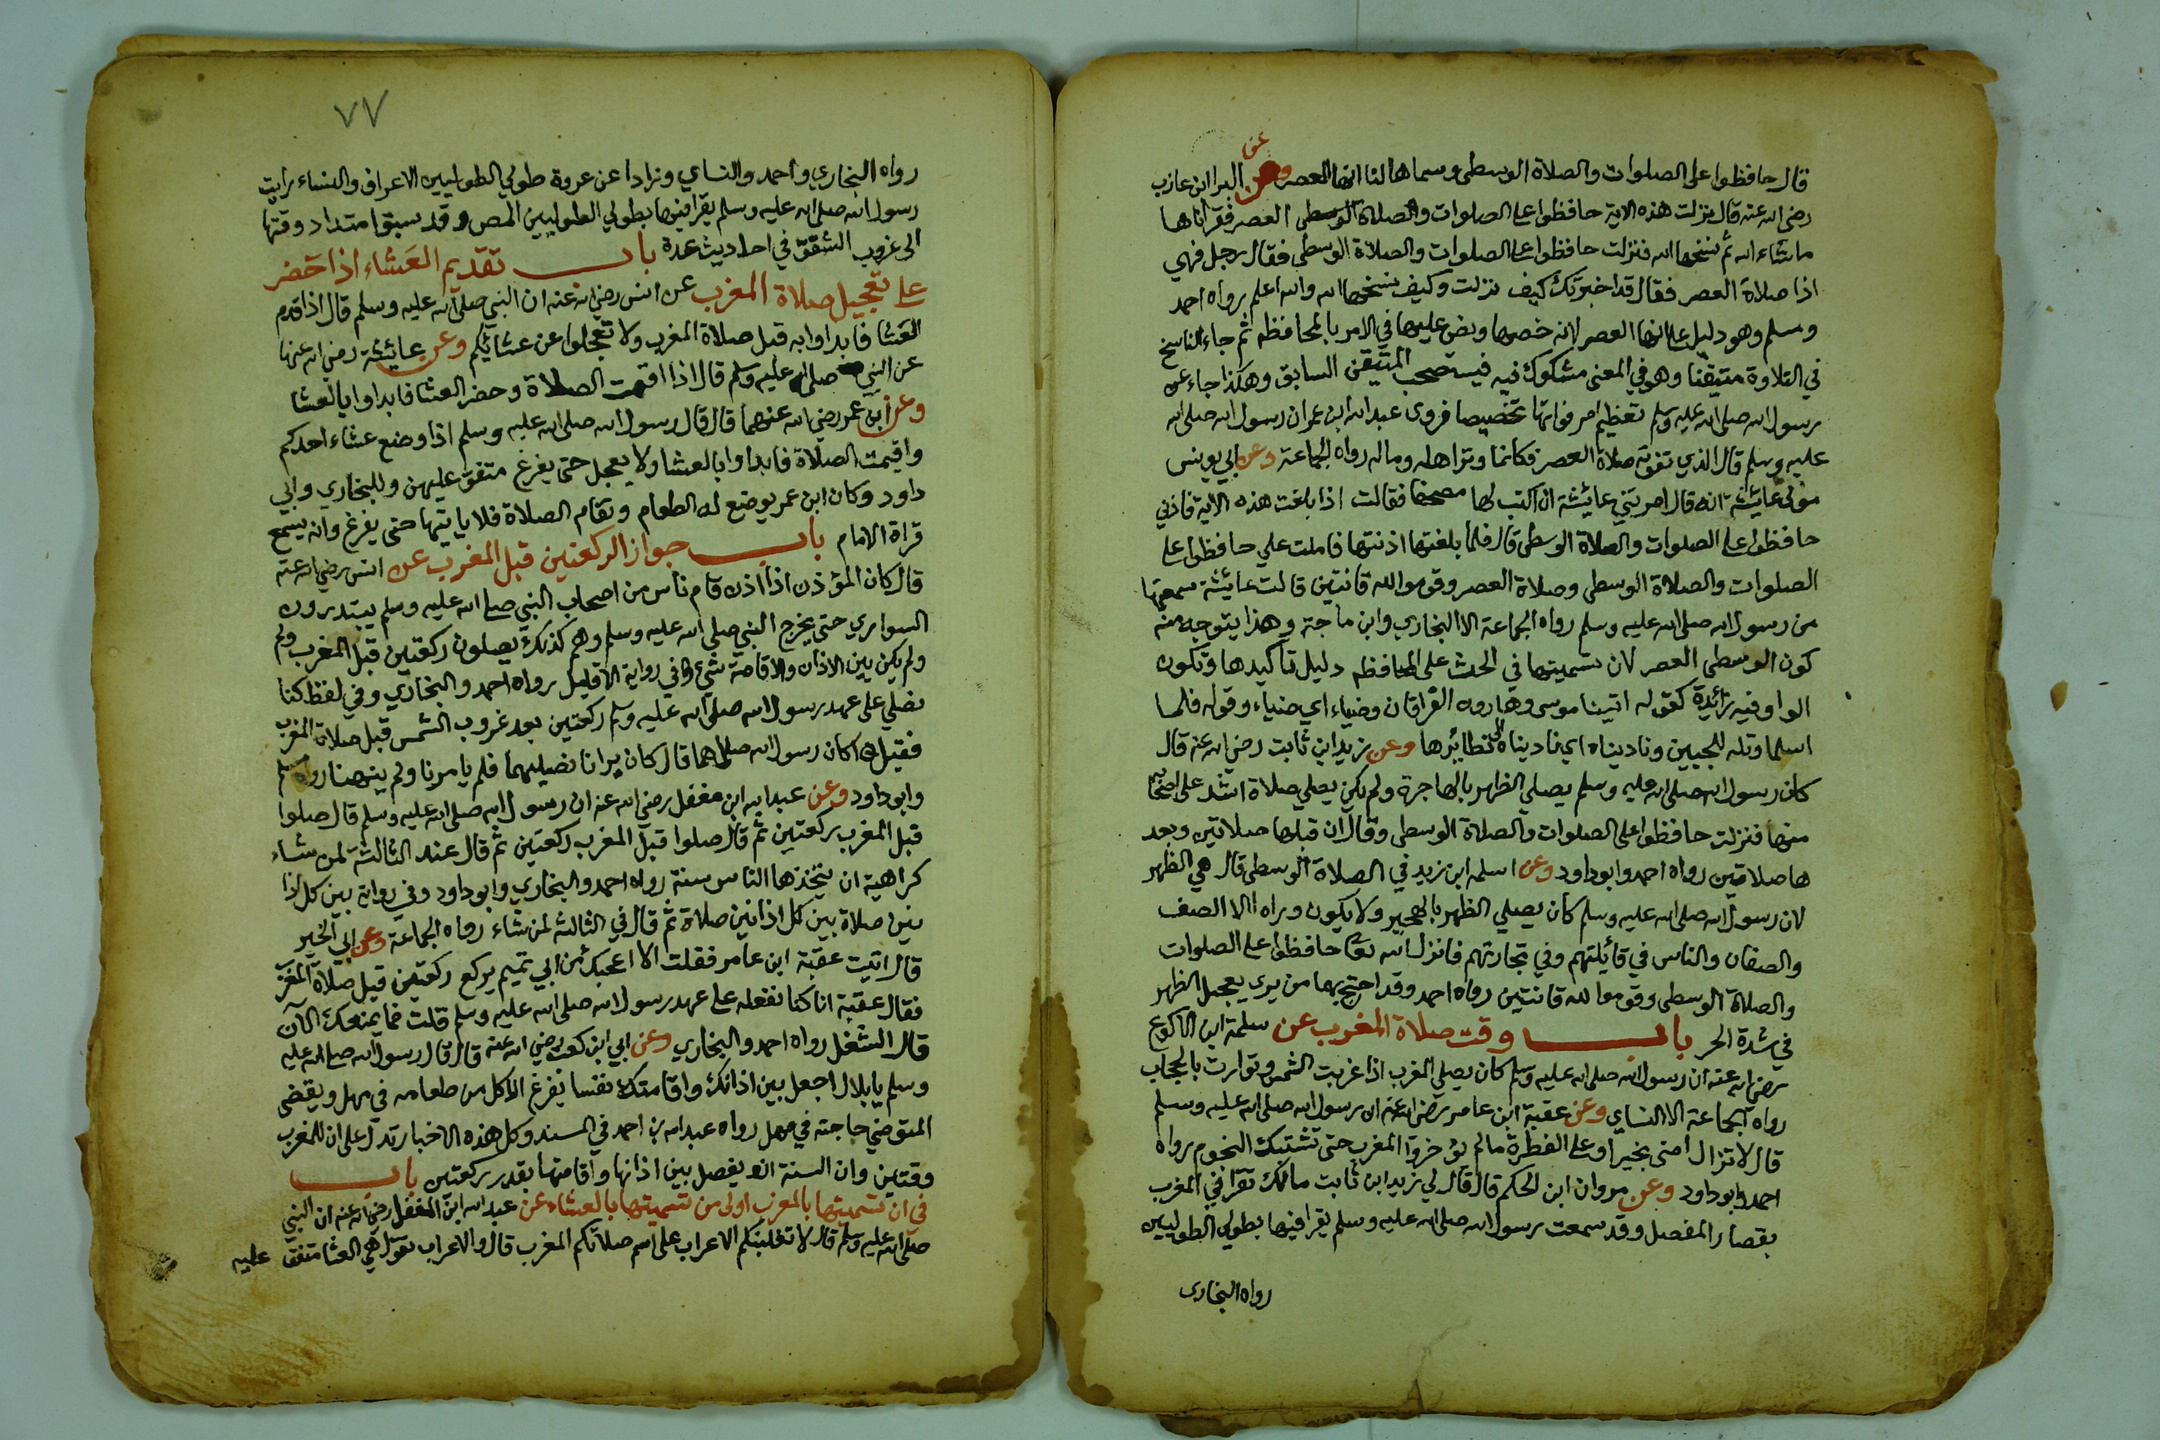 قال حافظوا على الصلوات والصلاة الوسطى وسماها لنا انها العصر وعن البرا ابن عازب
عن
رضي الله عنه قال نزلت هذه الاية حافظوا على الصلوات والصلاة الوسطى العصر فقراناها
ما شاء الله ثم نسخها الله فنزلت حافظوا على الصلوات والصلاة الوسطى فقال رجل فهي
اذا صلاة العصر فقال قد اخبرتك كيف نزلت وكيف نسخها الله والله اعلم رواه احمد
ومسلم وهو دليل على انها العصر لانه خصها ونص عليها في الامر بالمحافظه ثم جاء الناسخ
في التلاوة متيقنا وهو في المعنى مشكوك فيه فيستصحب المتيقن السابق وهكذا جاء عن
رسول الله صلى الله عليه وسلم تعظيم امر فواتها تخصيصا فروى عبد الله ابن عمر ان رسول الله صلى الله
عليه وسلم قال الذي تفوته صلاة العصر فكانما وتر اهله وماله رواه الجماعة وعن ابي يونس
مولى عايشة انه قال امرتني عايشة ان اكتب لها مصحفا فقالت اذا بلغت هذه الاية فاذني
حافظوا على الصلوات والصلاة الوسطى قال فلما بلغتها اذنتها فاملت علي حافظوا على
الصلوات والصلاة الوسطى وصلاة العصر وقوموا لله قانتين قالت عائشة سمعتها
من رسول الله صلى الله عليه وسلم رواه الجماعة الا البخاري وابن ماجة وهذا يتوجه منه
كون الوسطى العصر لان تسميتها في الحث على المحافظه دليل تاكيدها وتكون
الواو فيه زائدة كقوله اتينا موسى وهارون الفرقان وضياء اي ضياء وقوله فلما
اسلما وتله للجبين وناديناه اي ناديناه الى نظائرها وعن زيد ابن ثابت رضي الله عنه قال
كان رسول الله صلى الله عليه وسلم يصلي الظهر بالهاجرة ولم يكن يصلي صلاة اشد على اصحابه
منها فنزلت حافظوا على الصلوات والصلاة الوسطى وقال ان قبلها صلاتين وبعد
ها صلاتين رواه احمد وابو داود وعن اسامه ابن زيد في الصلاة الوسطى قال هي الظهر
لان رسول الله صلى الله عليه وسلم كان يصلي الظهر بالهجير ولا يكون وراه الا الصف
والصفان والناس في قائيلتهم وفي تجارتهم فانزل الله تعا حافظوا على الصلوات
والصلاة الوسطى وقوموا لله قانتين رواه احمد وقد احتج بهما من يرى يعجيل الظهر
في شدة الحر باب وقت صلاة المغرب عن سلمة ابن الاكوع
رضي الله عنه ان رسول الله صلى الله عليه وسلم كان يصلي المغرب اذا غربت الشمس وتوارت بالحجاب
رواه الجماعة الا النساي وعن عقبة ابن عامر رضي الله عنه ان رسول الله صلى الله عليه وسلم
قال لا تزال امتي بخير او على الفطرة ما لم يؤخروا المغرب حتى تشتبك النجوم رواه
احمد وابو داود وعن مروان ابن الحكم قال قال لي زيد ابن ثابت مالك تقرا في المغرب
بقصار المفصل وقد سمعت رسول الله صلى الله عليه وسلم يقرا فيها بطولي الطوليين
رواه البخاري
٧٧
رواه البخاري واحمد والنساي وزادا عن عروة طولي الطوليين الاعراف والنساء رايت
رسول الله صلى الله عليه وسلم يقرا فيها بطولي الطوليين المص وقد سبق امتداد وقتها
الى غروب الشفق في احاديث عدة باب تقديم العشاء اذا حضر
على تعجيل صلاة المغرب عن انس رضي الله عنه ان النبي صلى الله عليه وسلم قال اذا قدم
العشا فابداوا به قبل صلاة المغرب ولا تعجلوا عن عشائكم وعن عائشة رضي الله عنها
عن النبي صلى الله عليه وسلم قال اذا اقيمت الصلاة وحضر العشا فابداوا بالعشا
وعن ابن عمر رضي الله عنهما قال قال رسول الله صلى الله عليه وسلم اذا وضع عشاء احدكم
واقيمت الصلاة فابداوا بالعشا ولا يعجل حتى يفرغ متفق عليهن وللبخاري وابي
داود وكان ابن عمر يوضع له الطعام وتقام الصلاة فلا ياتيها حتى يفرغ وانه يسمع
قراة الامام باب جواز الركعتين قبل المغرب عن انس رضي الله عنه
قال كان المؤذن اذا اذن قام ناس من اصحاب النبي صلى الله عليه وسلم يبتدرون
السواري حتى يخرج النبي صلى الله عليه وسلم وهم كذلك يصلون ركعتين قبل المغرب ولم
ولم يكن بين الاذان والاقامة شيء وفي رواية الا قليل رواه احمد والبخاري وفي لفظ كنا
نصلي على عهد رسول الله صلى الله عليه وسلم ركعتين بعد غروب الشمس قبل صلاة المغرب
فقيل له اكان رسول الله صلاهما قال كان يرانا نصليهما فلم يامرنا ولم ينهنا رواه مسلم
وابو داود وعن عبد الله ابن مغفل رضي الله عنه ان رسول الله صلى الله عليه وسلم قال صلوا
قبل المغرب ركعتين ثم قال صلوا قبل المغرب ركعتين ثم قال عند الثالثة لمن شاء
كراهية ان يتخذها الناس سنة رواه احمد والبخاري وابو داود وفي رواية بين كل اذا
نين صلاة بين كل اذانين صلاة ثم قال في الثالثة لمن شاء رواه الجماعة وعن ابي الخير
قال اتيت عقبة ابن عامر فقلت الا اعجبك من ابي تميم يركع ركعتين قبل صلاة المغرب
فقال عقبة انا كنا نفعله على عهد رسول الله صلى الله عليه وسلم قلت فما يمنعك الآن
قال الشغل رواه احمد والبخاري وعن ابي ابن كعب رضي الله عنه قال قال رسول الله صلى الله عليه
وسلم يا بلال اجعل بين اذانك واقامتك نفسا يفرغ الاكل من طعامه في مهل ويقضي
المتوضي حاجته في مهل رواه عبد الله بن احمد في المسند وكل هذه الاخبار تدل على ان للمغرب
وقتين وان السنة ان يفصل بين اذانها واقامتها بقدر ركعتين باب
في ان تسميتها بالمغرب اولى من تسميتها بالعشاء عن عبد الله ابن المغفل رضي الله عنه ان النبي
صلى الله عليه وسلم قال لا تغلبنكم الاعراب على اسم صلاتكم المغرب قال والاعراب تقول هي العشا متفق عليه